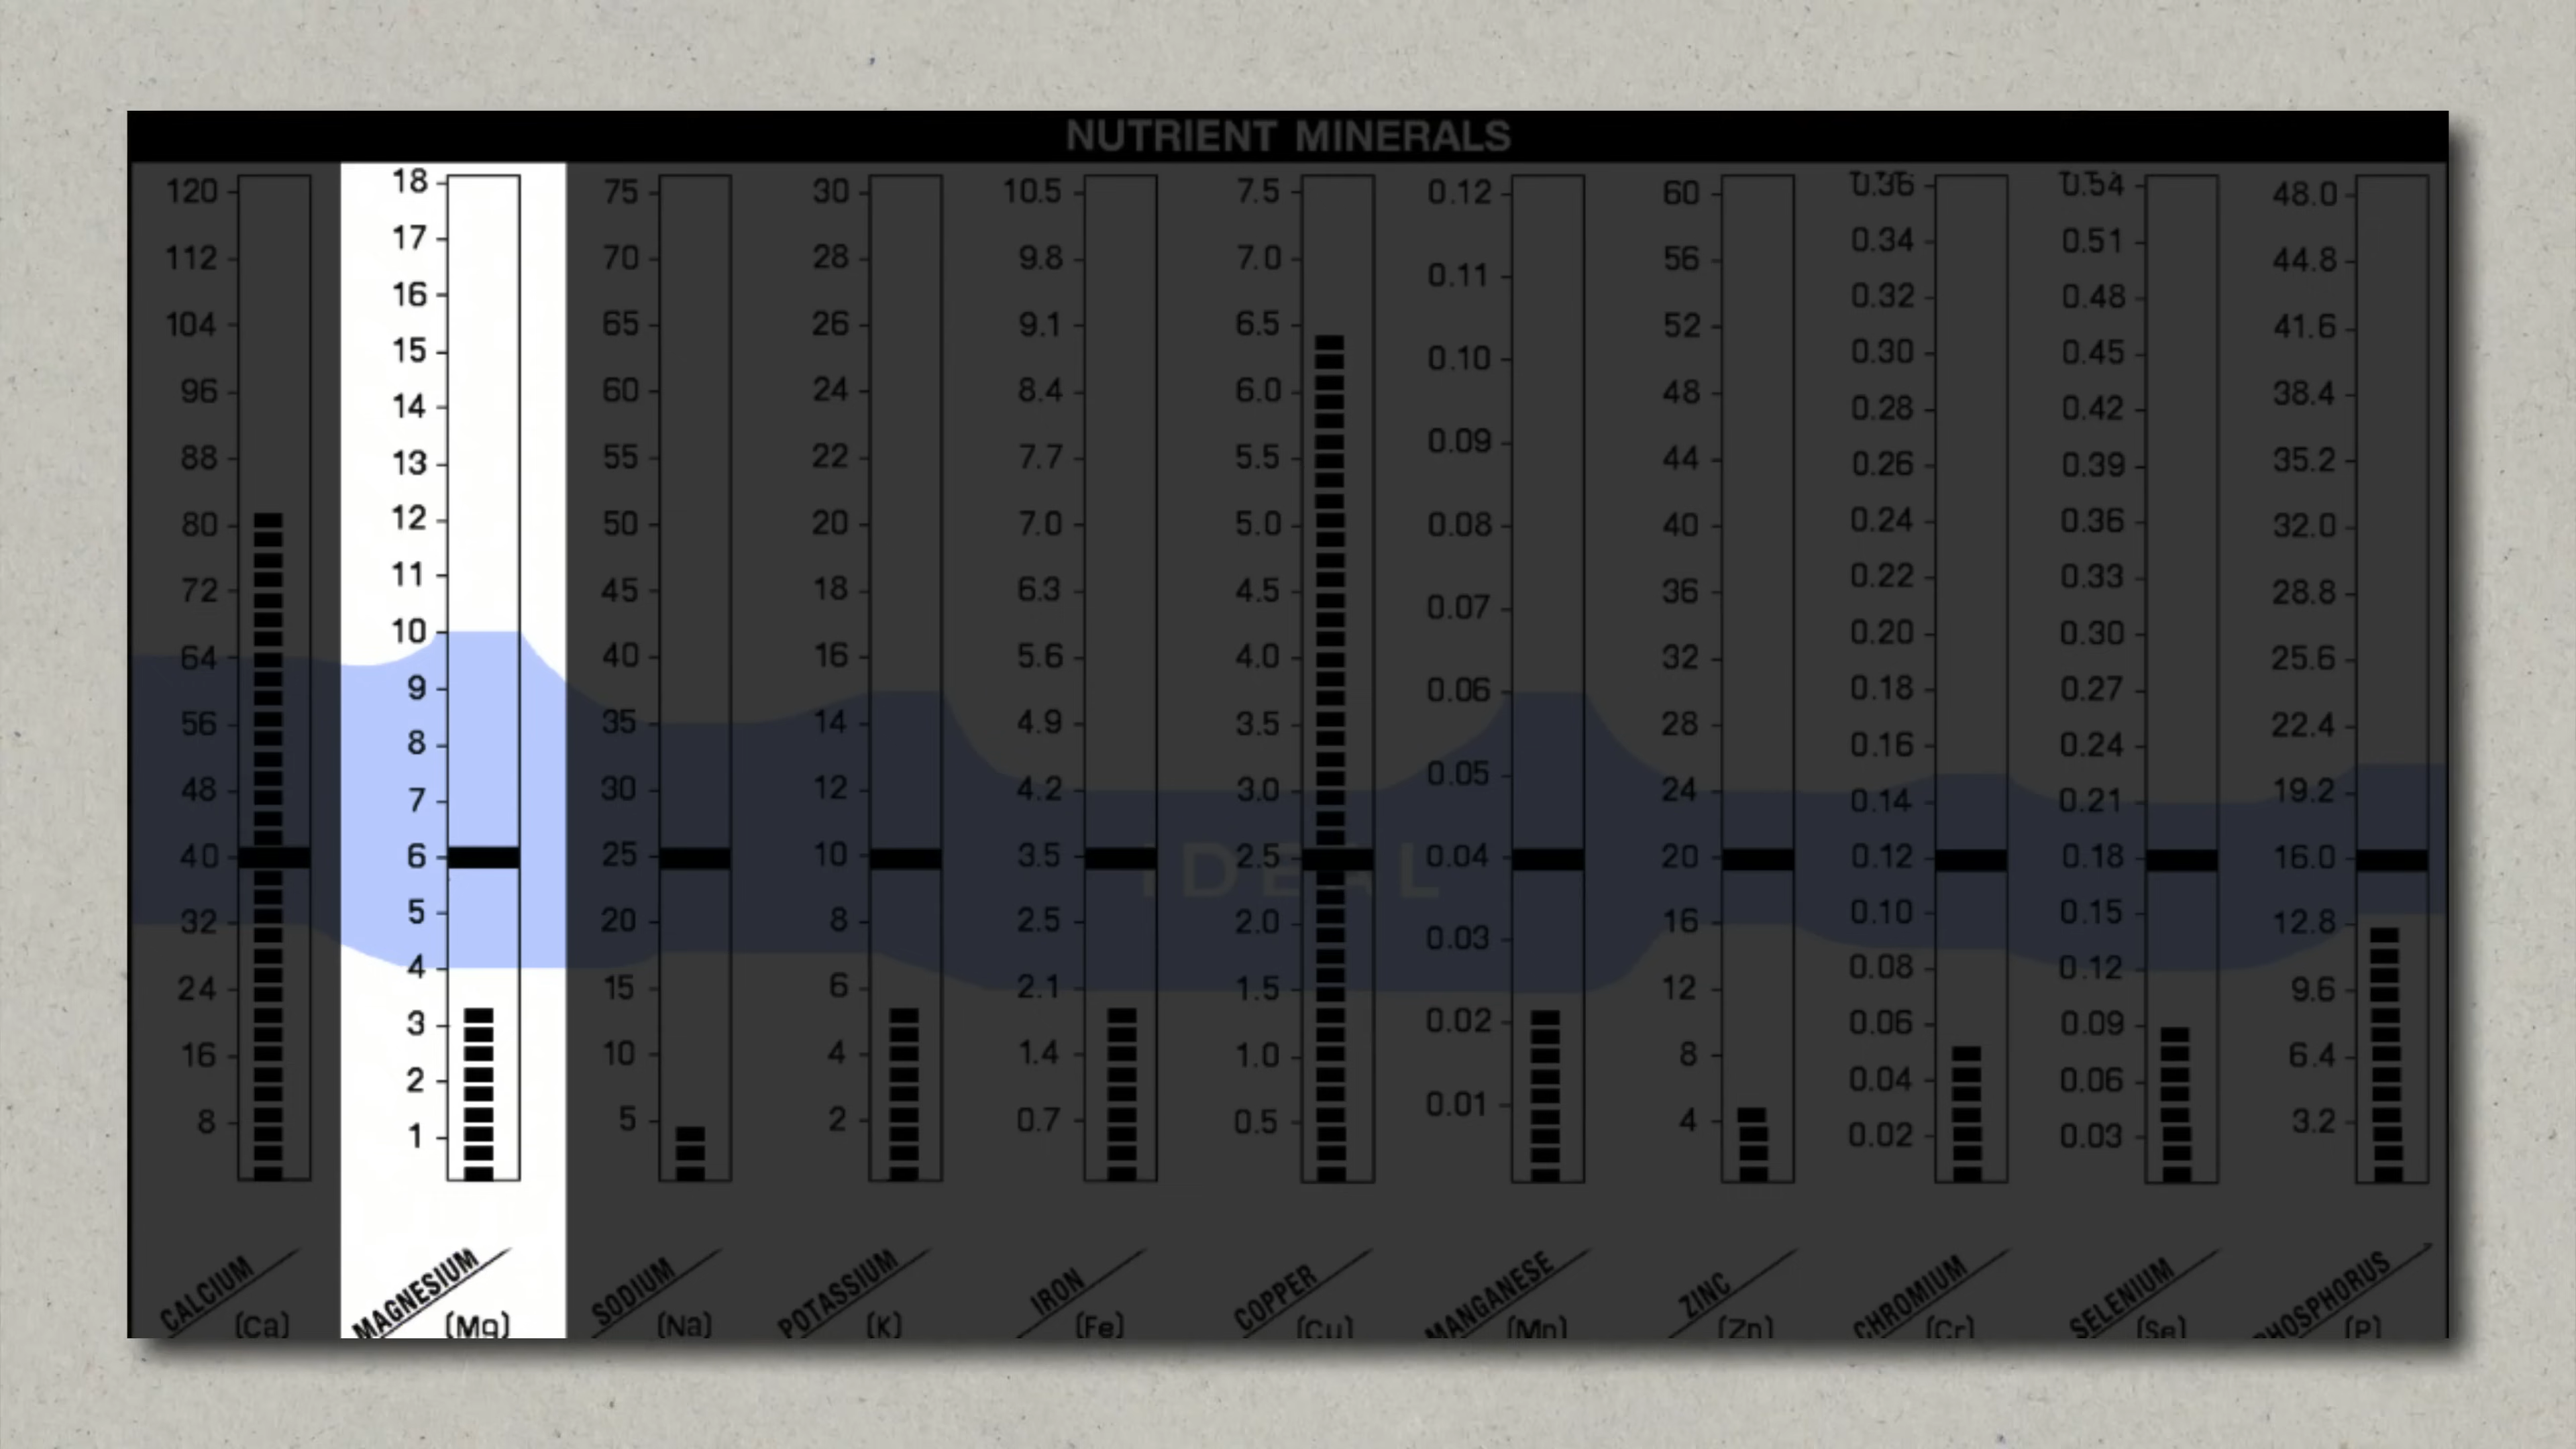 NUTRIENT MINERALS
120 18 75 30 10.5 7.5 0.12 60 0.36 0.54 48.0
112 17 70 28 9.8 7.0 0.11 56 0.34 0.51 44.8
104 16 65 26 9.1 6.5 0.10 52 0.32 0.48 41.6
96 15 60 24 8.4 6.0 0.09 48 0.30 0.45 38.4
88 14 55 22 7.7 5.5 0.08 44 0.28 0.42 35.2
80 13 50 20 7.0 5.0 0.07 40 0.26 0.39 32.0
72 12 45 18 6.3 4.5 0.06 36 0.24 0.36 28.8
64 11 40 16 5.6 4.0 0.05 32 0.22 0.33 25.6
56 10 35 14 4.9 3.5 0.04 28 0.20 0.30 22.4
48 9 30 12 4.2 3.0 0.03 24 0.18 0.27 19.2
40 8 25 10 3.5 2.5 0.02 20 0.16 0.24 16.0
32 7 20 8 2.5 2.0 0.01 16 0.14 0.21 12.8
24 6 15 6 2.1 1.5 12 0.12 0.18 9.6
16 5 10 4 1.4 1.0 8 0.10 0.15 6.4
8 4 5 2 0.7 0.5 4 0.08 0.12 3.2
3 0.06 0.09
2 0.04 0.06
1 0.02 0.03
IDEAL
CALCIUM MAGNESIUM SODIUM POTASSIUM IRON COPPER MANGANESE ZINC CHROMIUM SELENIUM PHOSPHORUS
(Ca) (Mg) (Na) (K) (Fe) (Cu) (Mn) (Zn) (Cr) (Se) (P)